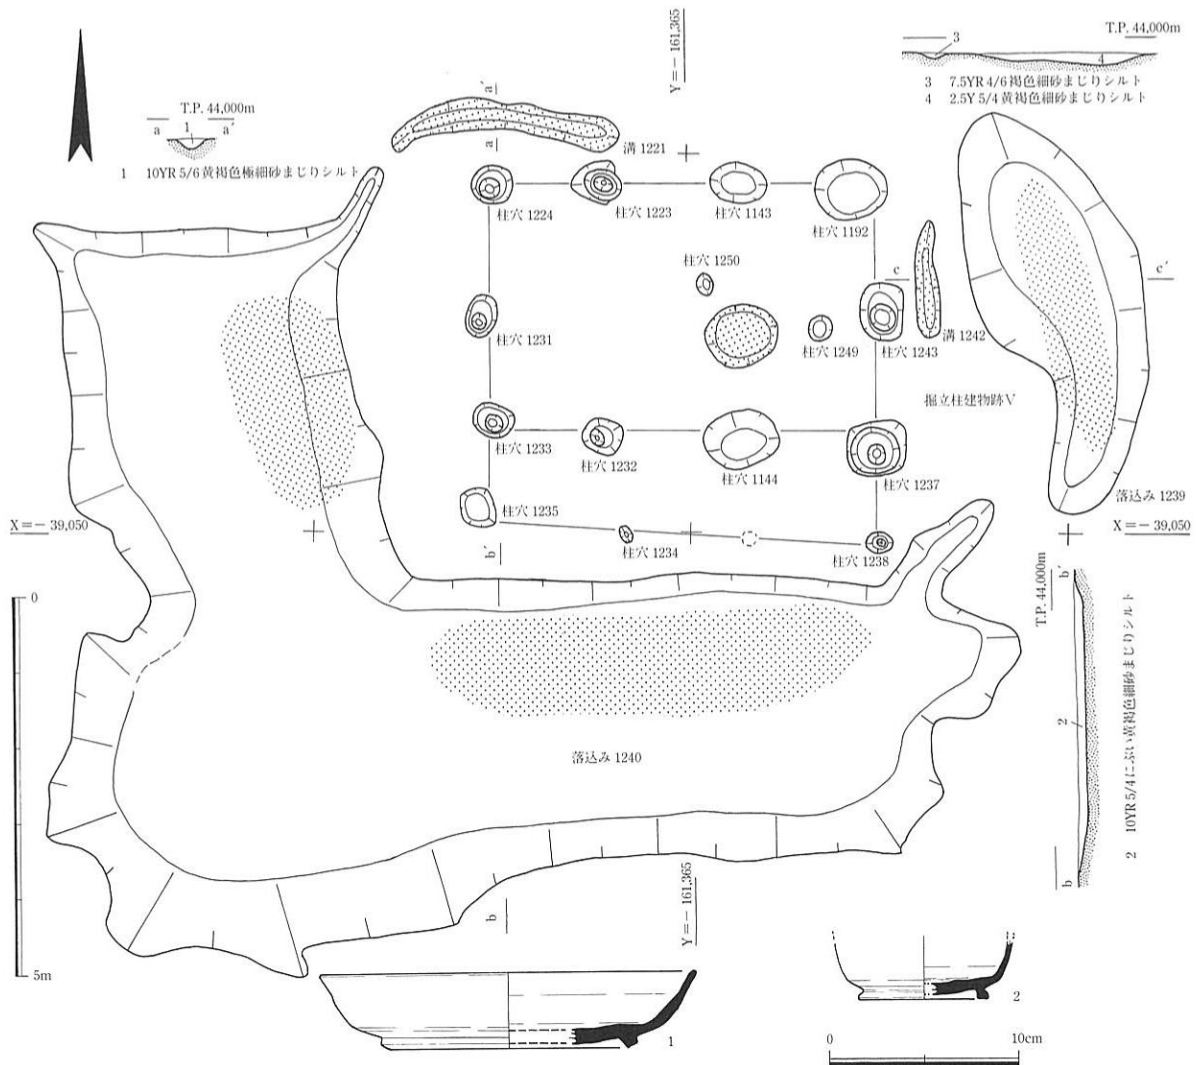 Y=－161,365
3
T.P. 44,000m
4
3 7.5YR 4/6 褐色細砂まじりシルト
4 2.5Y 5/4 黄褐色細砂まじりシルト
T.P. 44,000m
a 1 a´
1 10YR 5/6 黄褐色極細砂まじりシルト
a´
a
溝 1221
柱穴 1224
柱穴 1223
柱穴 1143
柱穴 1192
柱穴 1250
c
c´
柱穴 1231
柱穴 1249
柱穴 1243
溝 1242
掘立柱建物跡Ⅴ
柱穴 1233
柱穴 1232
柱穴 1144
柱穴 1237
柱穴 1235
落込み 1239
X=－39,050
X=－39,050
柱穴 1234
柱穴 1238
b´
T.P. 44,000m
b´
2
b
2 10YR 5/4 にぶい黄褐色細砂まじりシルト
落込み 1240
0
5m
b
Y=－161,365
1
2
0
10cm